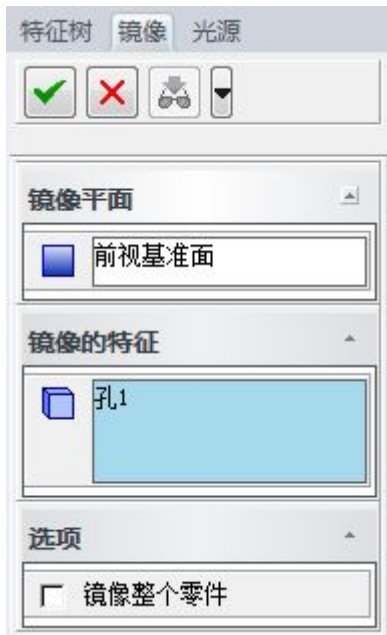 特征树 镜像 光源
镜像平面
前视基准面
镜像的特征
孔1
选项
镜像整个零件